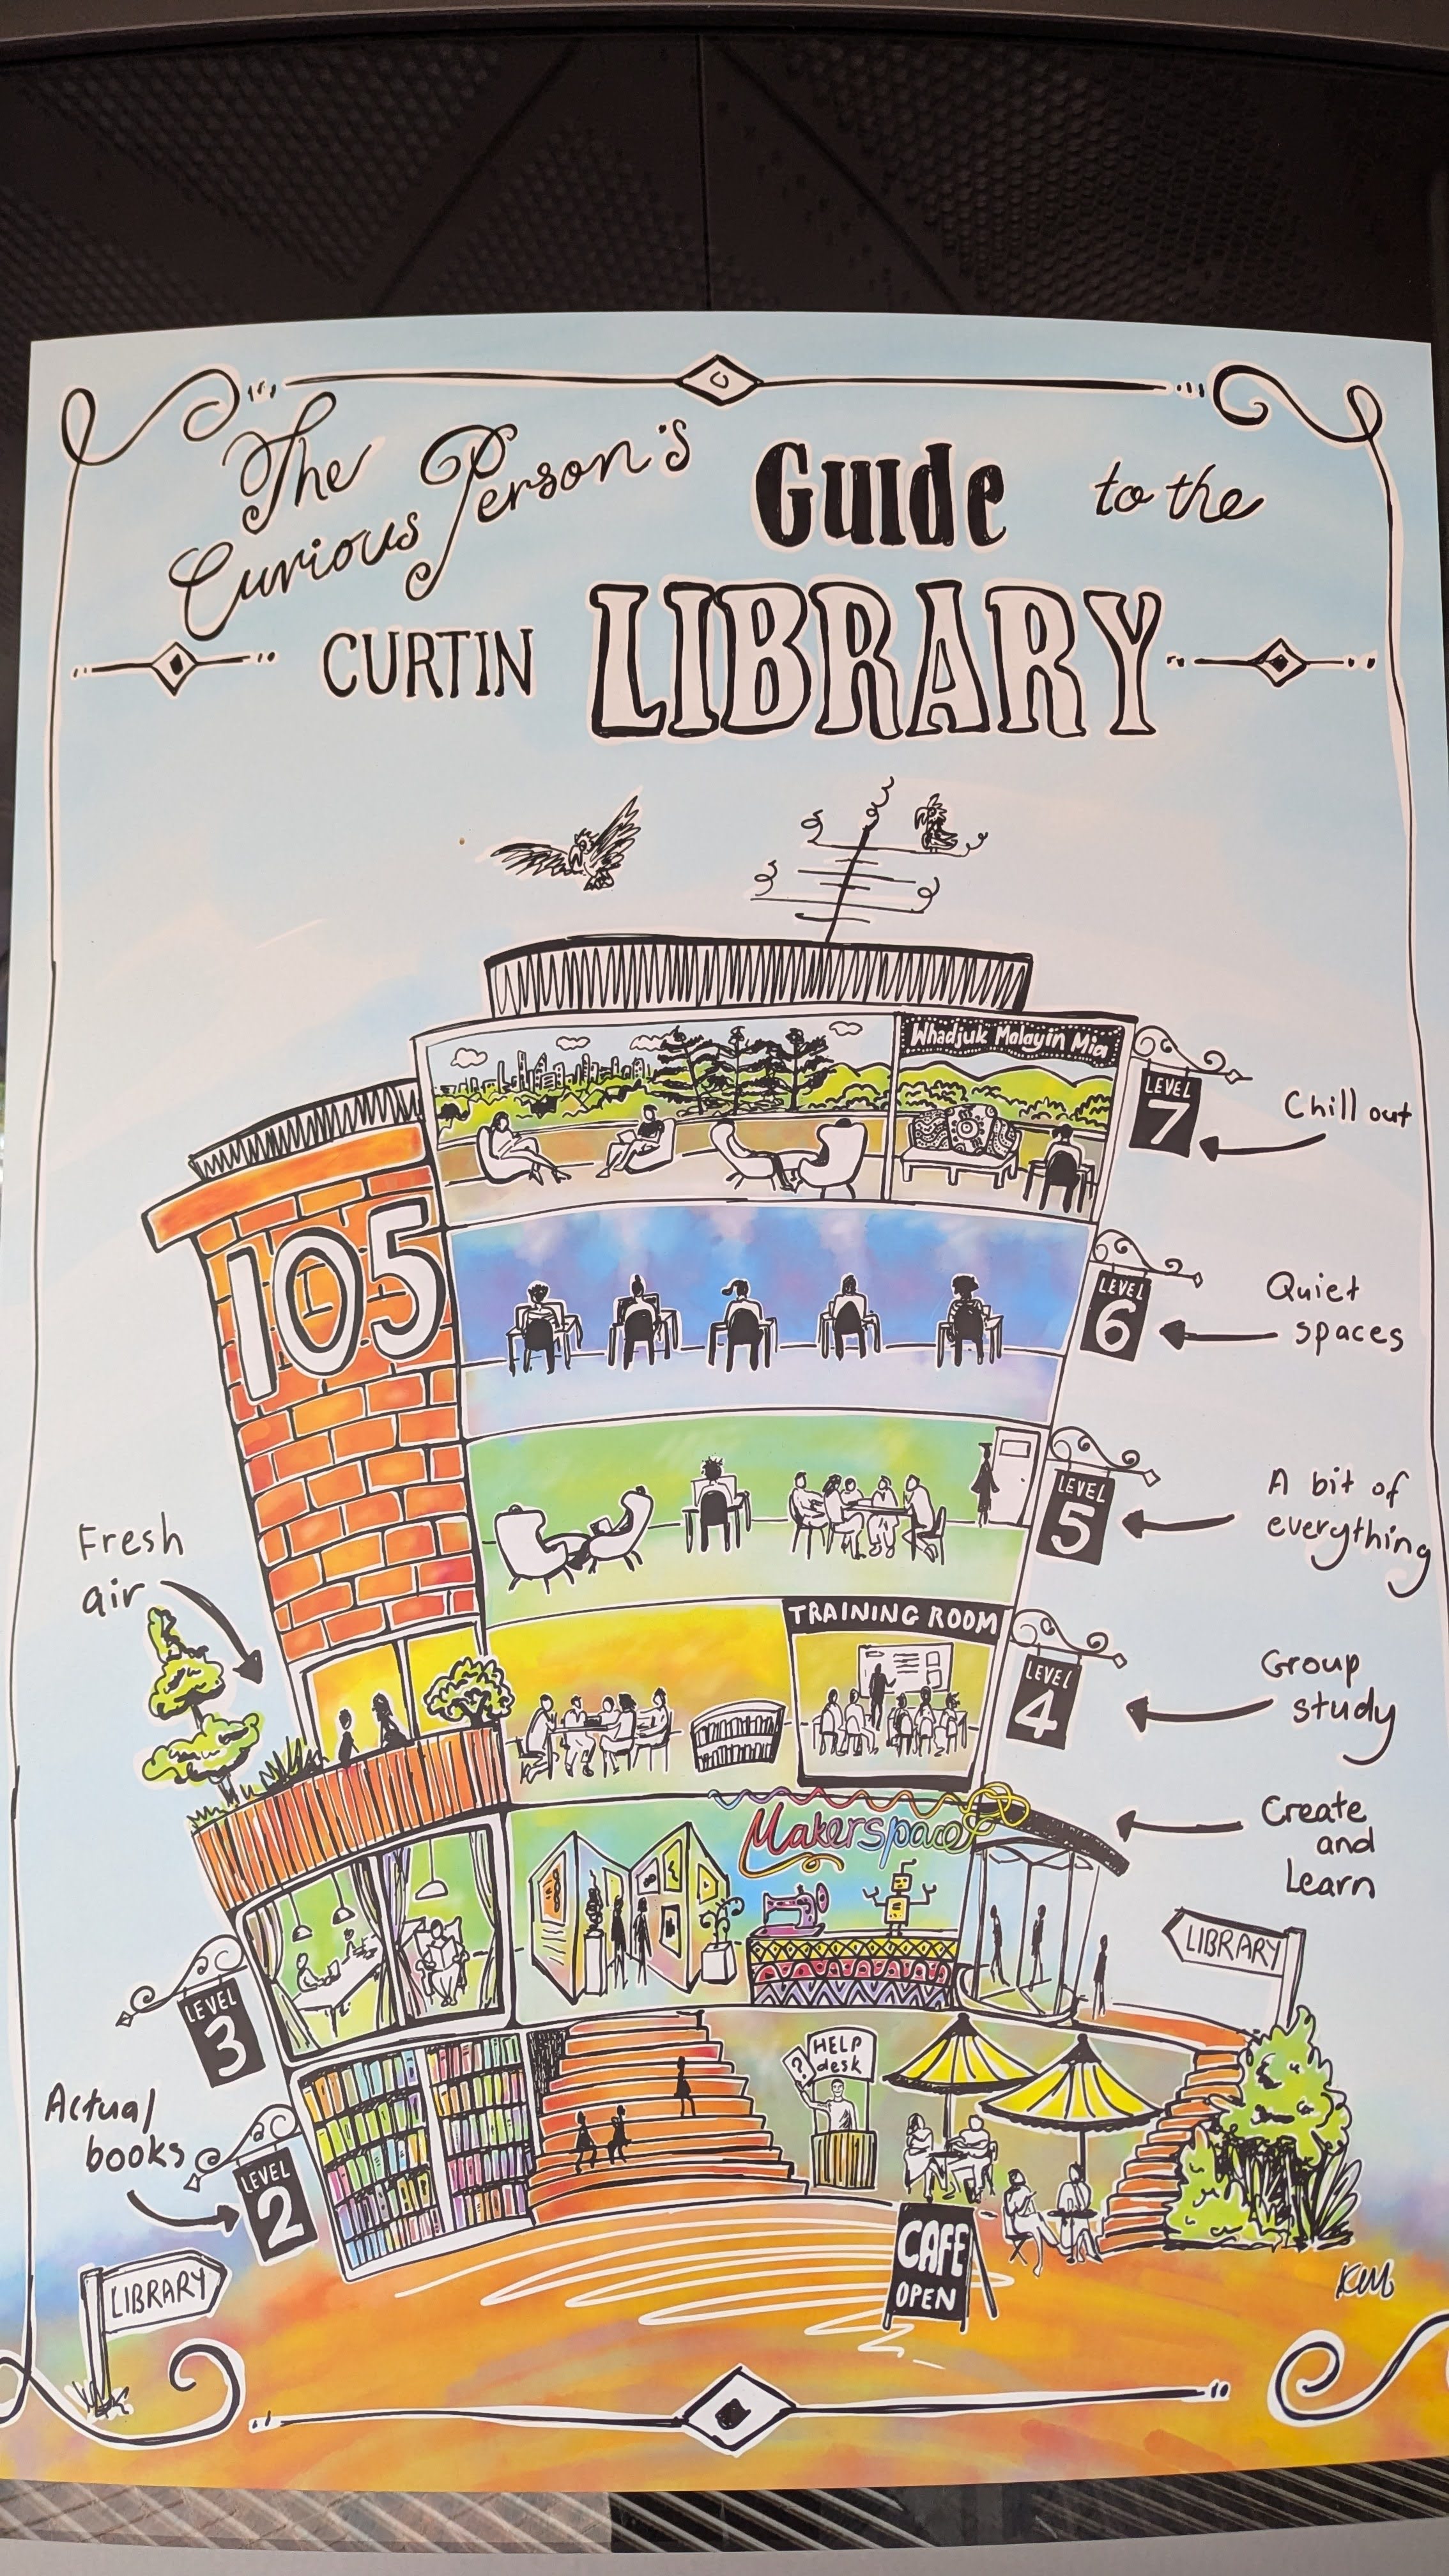 The
Curious Person's
Guide
to the
CURTIN
LIBRARY
Whadjuk Malayin Mia
LEVEL
7
Chill out
105
LEVEL
6
Quiet
spaces
LEVEL
5
A bit of
everything
Fresh
air
TRAINING ROOM
LEVEL
4
Group
study
Makerspace
Create
and
Learn
LIBRARY
LEVEL
3
HELP
desk
?
Actual
books
LEVEL
2
CAFE
OPEN
LIBRARY